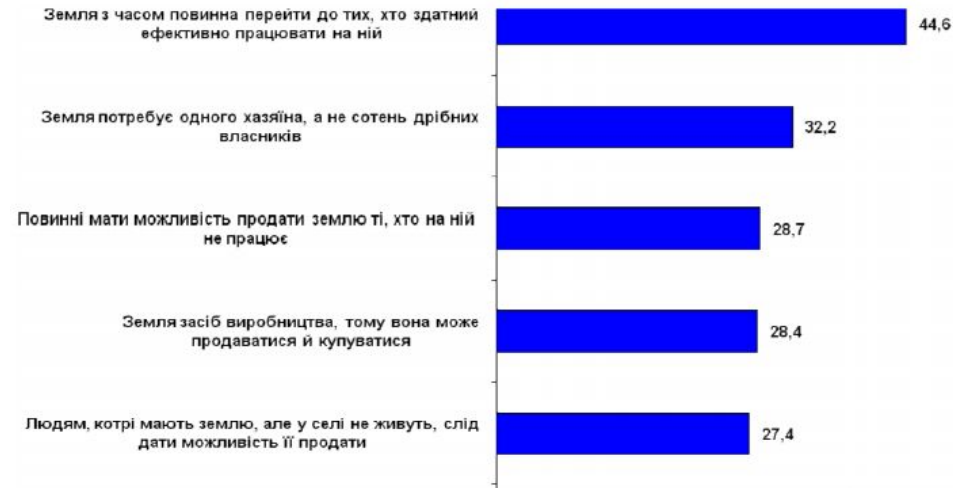 Земля з часом повинна перейти до тих, хто здатний
ефективно працювати на ній
44,6
Земля потребує одного хазяїна, а не сотень дрібних
власників
32,2
Повинні мати можливість продати землю ті, хто на ній
не працює
28,7
Земля засіб виробництва, тому вона може
продаватися й купуватися
28,4
Людям, котрі мають землю, але у селі не живуть, слід
дати можливість її продати
27,4